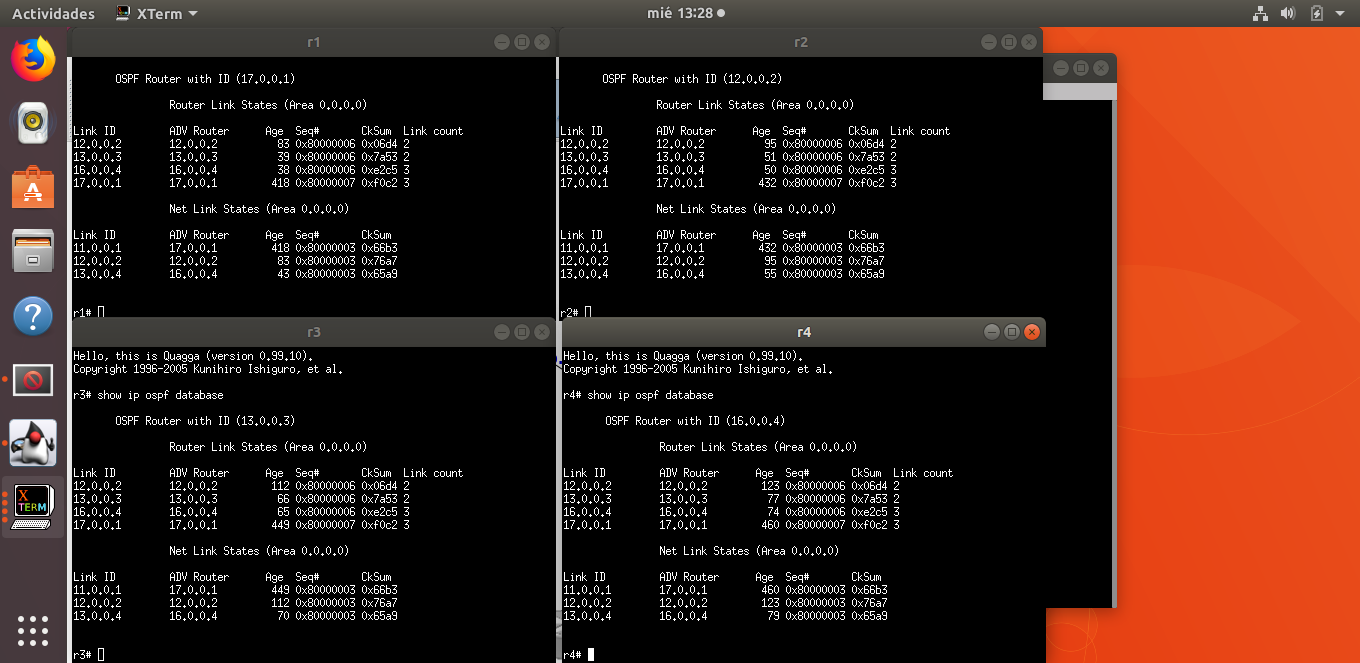 Actividades XTerm mié 13:28
r1
OSPF Router with ID (17.0.0.1)
Router Link States (Area 0.0.0.0)
Link ID ADV Router Age Seq# CkSum Link count
12.0.0.2 12.0.0.2 83 0x80000006 0x06d4 2
13.0.0.3 13.0.0.3 39 0x80000006 0x7a53 2
16.0.0.4 16.0.0.4 38 0x80000006 0xe2c5 3
17.0.0.1 17.0.0.1 418 0x80000007 0xf0c2 3
Net Link States (Area 0.0.0.0)
Link ID ADV Router Age Seq# CkSum
11.0.0.1 17.0.0.1 418 0x80000003 0x66b3
12.0.0.2 12.0.0.2 83 0x80000003 0x76a7
13.0.0.4 16.0.0.4 43 0x80000003 0x65a9
r1#
r2
OSPF Router with ID (12.0.0.2)
Router Link States (Area 0.0.0.0)
Link ID ADV Router Age Seq# CkSum Link count
12.0.0.2 12.0.0.2 95 0x80000006 0x06d4 2
13.0.0.3 13.0.0.3 51 0x80000006 0x7a53 2
16.0.0.4 16.0.0.4 50 0x80000006 0xe2c5 3
17.0.0.1 17.0.0.1 432 0x80000007 0xf0c2 3
Net Link States (Area 0.0.0.0)
Link ID ADV Router Age Seq# CkSum
11.0.0.1 17.0.0.1 432 0x80000003 0x66b3
12.0.0.2 12.0.0.2 95 0x80000003 0x76a7
13.0.0.4 16.0.0.4 55 0x80000003 0x65a9
r2#
r3
Hello, this is Quagga (version 0.99.10).
Copyright 1996-2005 Kunihiro Ishiguro, et al.
r3# show ip ospf database
OSPF Router with ID (13.0.0.3)
Router Link States (Area 0.0.0.0)
Link ID ADV Router Age Seq# CkSum Link count
12.0.0.2 12.0.0.2 112 0x80000006 0x06d4 2
13.0.0.3 13.0.0.3 66 0x80000006 0x7a53 2
16.0.0.4 16.0.0.4 65 0x80000006 0xe2c5 3
17.0.0.1 17.0.0.1 449 0x80000007 0xf0c2 3
Net Link States (Area 0.0.0.0)
Link ID ADV Router Age Seq# CkSum
11.0.0.1 17.0.0.1 449 0x80000003 0x66b3
12.0.0.2 12.0.0.2 112 0x80000003 0x76a7
13.0.0.4 16.0.0.4 70 0x80000003 0x65a9
r3#
r4
Hello, this is Quagga (version 0.99.10).
Copyright 1996-2005 Kunihiro Ishiguro, et al.
r4# show ip ospf database
OSPF Router with ID (16.0.0.4)
Router Link States (Area 0.0.0.0)
Link ID ADV Router Age Seq# CkSum Link count
12.0.0.2 12.0.0.2 123 0x80000006 0x06d4 2
13.0.0.3 13.0.0.3 77 0x80000006 0x7a53 2
16.0.0.4 16.0.0.4 74 0x80000006 0xe2c5 3
17.0.0.1 17.0.0.1 460 0x80000007 0xf0c2 3
Net Link States (Area 0.0.0.0)
Link ID ADV Router Age Seq# CkSum
11.0.0.1 17.0.0.1 460 0x80000003 0x66b3
12.0.0.2 12.0.0.2 123 0x80000003 0x76a7
13.0.0.4 16.0.0.4 79 0x80000003 0x65a9
r4#
X
TERM